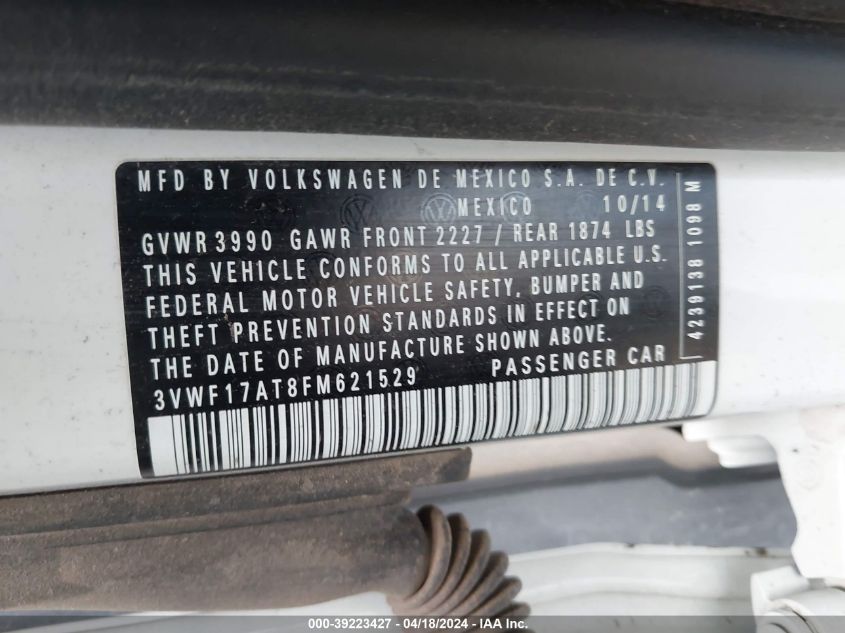 MFD BY VOLKSWAGEN DE MEXICO S.A. DE C.V.
MEXICO 10/14
GVWR 3990 GAWR FRONT 2227 / REAR 1874 LBS
THIS VEHICLE CONFORMS TO ALL APPLICABLE U.S.
FEDERAL MOTOR VEHICLE SAFETY, BUMPER AND
THEFT PREVENTION STANDARDS IN EFFECT ON
THE DATE OF MANUFACTURE SHOWN ABOVE.
3VWF17AT8FM621529 PASSENGER CAR
4239138 1098 M
000-39223427 - 04/18/2024 - IAA Inc.